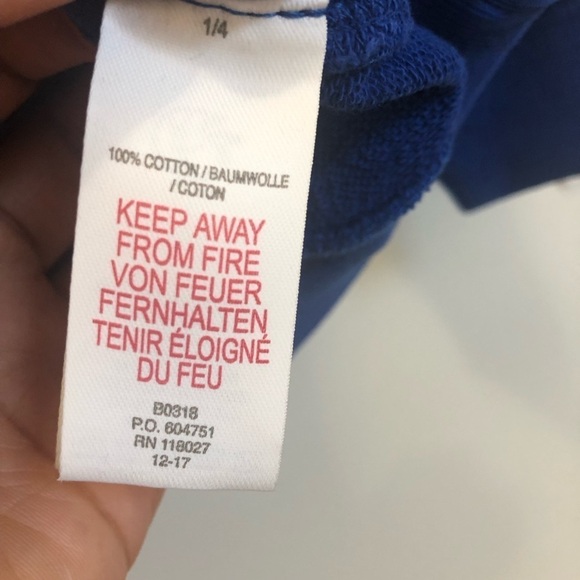 1/4
100% COTTON / BAUMWOLLE
/ COTON
KEEP AWAY
FROM FIRE
VON FEUER
FERNHALTEN
TENIR ÉLOIGNÉ
DU FEU
B0318
P.O. 604751
RN 118027
12-17